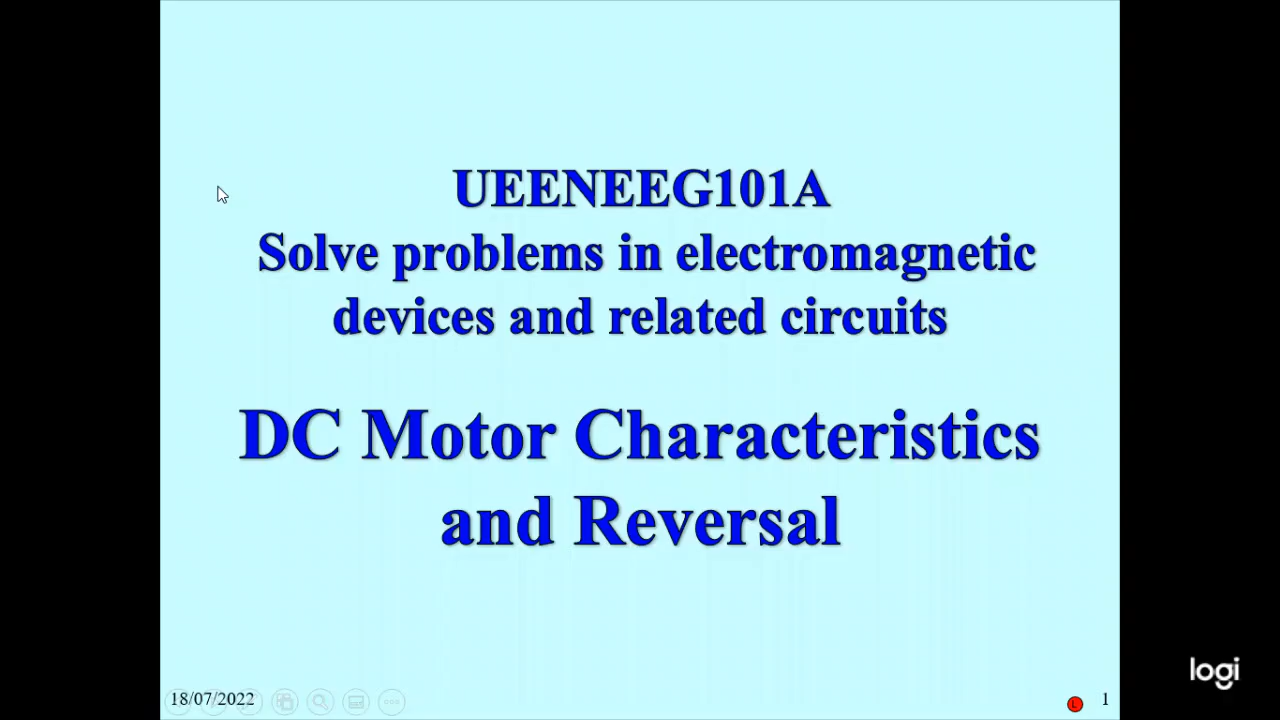 UEENEEG101A
Solve problems in electromagnetic
devices and related circuits
DC Motor Characteristics
and Reversal
18/07/2022
1
logi